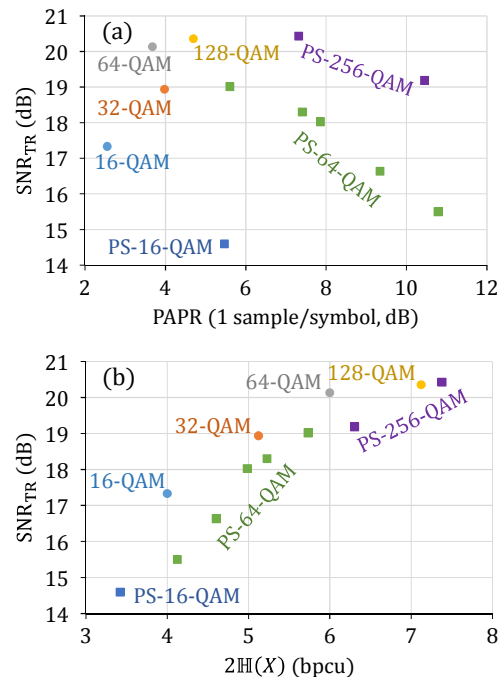 21
20
19
18
17
16
15
14
SNR_TR (dB)
(a)
64-QAM
128-QAM
PS-256-QAM
32-QAM
16-QAM
PS-64-QAM
PS-16-QAM
2 4 6 8 10 12
PAPR (1 sample/symbol, dB)
21
20
19
18
17
16
15
14
SNR_TR (dB)
(b)
64-QAM
128-QAM
PS-256-QAM
32-QAM
16-QAM
PS-64-QAM
PS-16-QAM
3 4 5 6 7 8
2ℍ(X) (bpcu)